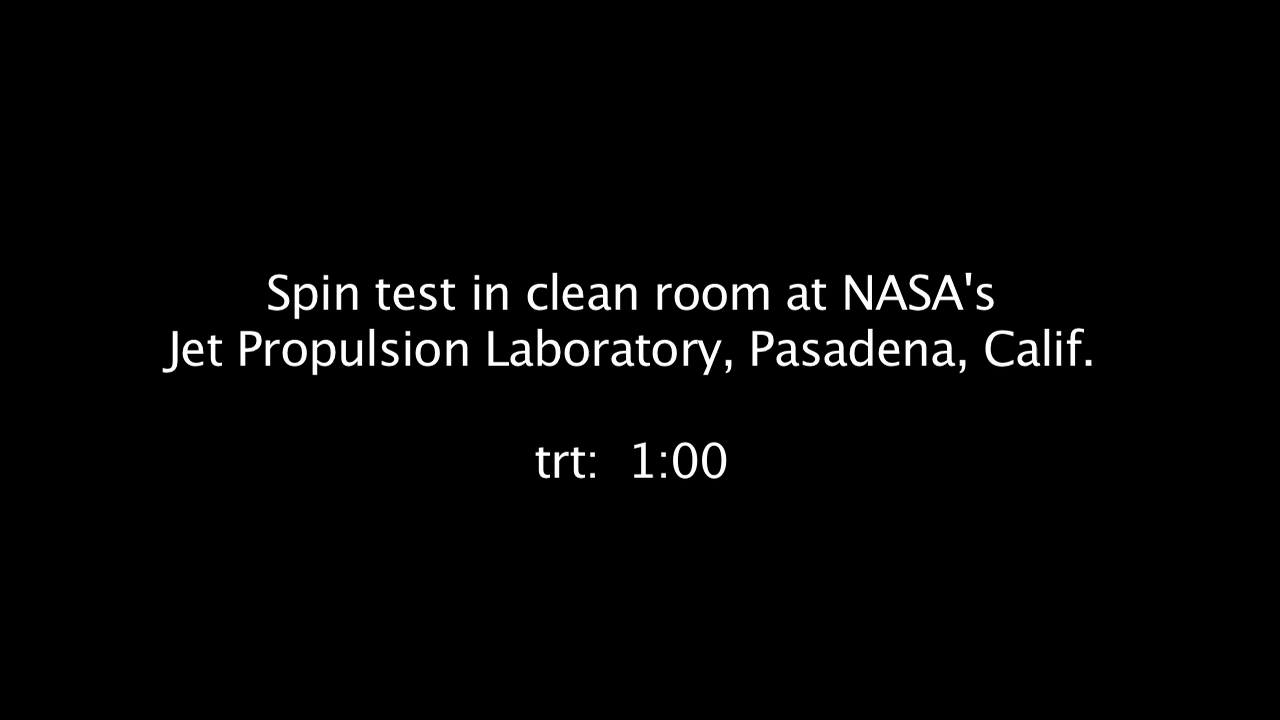 Spin test in clean room at NASA's
Jet Propulsion Laboratory, Pasadena, Calif.
trt:  1:00